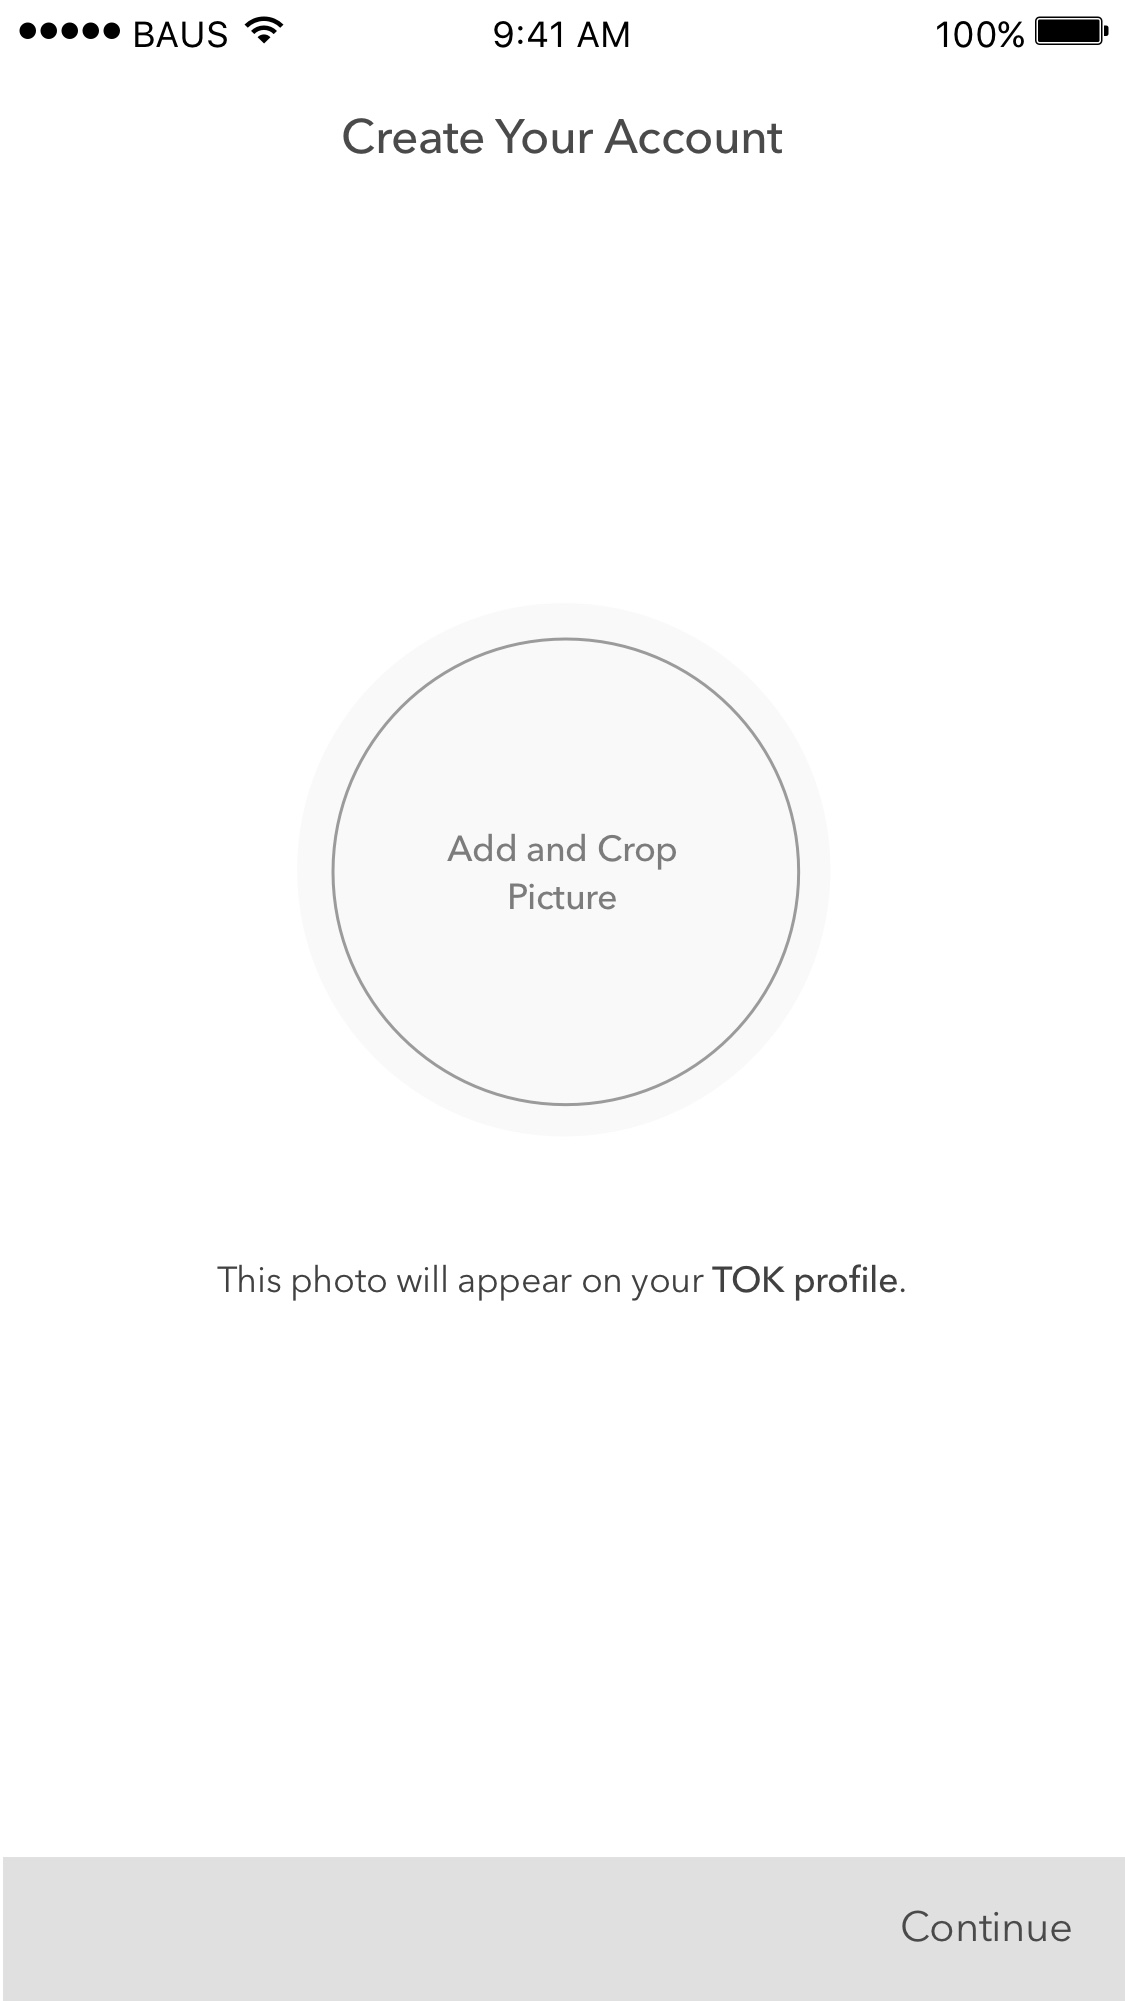 BAUS
9:41 AM
100%
Create Your Account
Add and Crop
Picture
This photo will appear on your TOK profile.
Continue